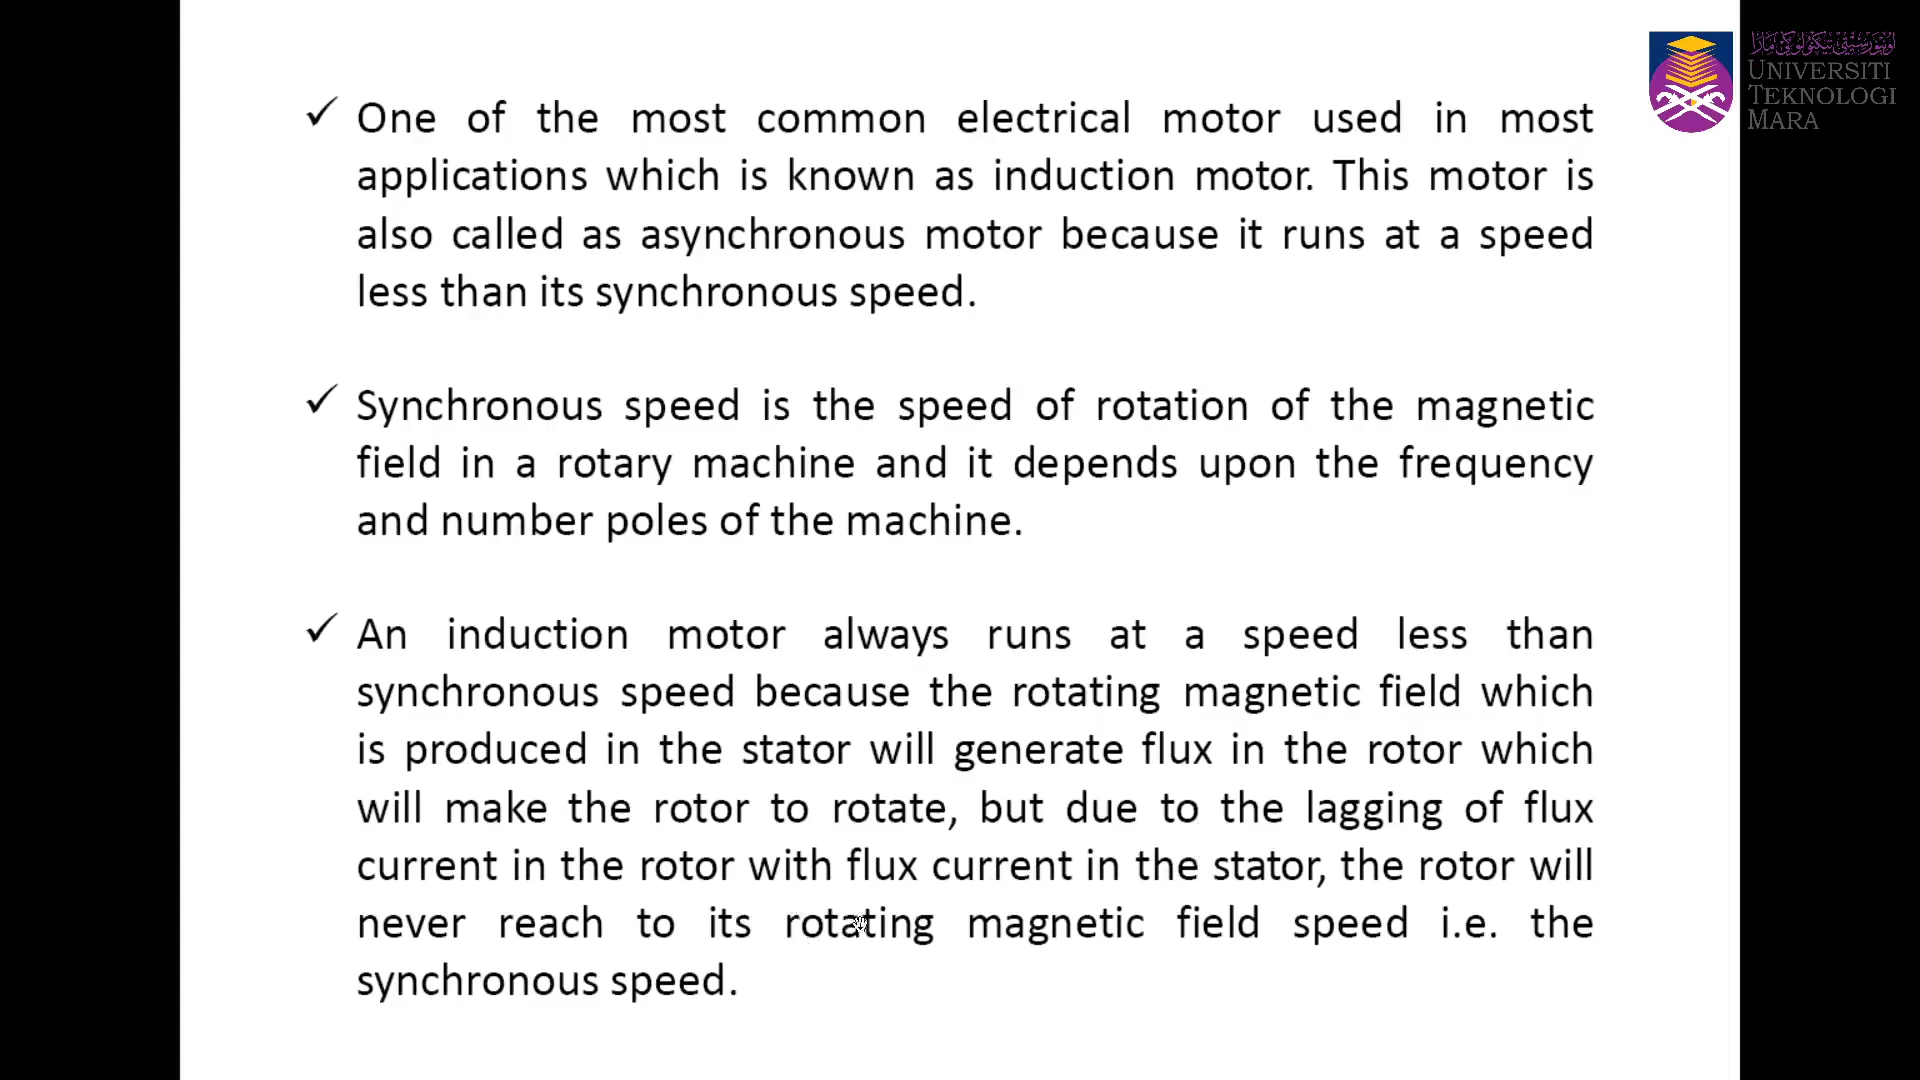 اونيۏرسيتي تيكنولوڬي مارا
UNIVERSITI
TEKNOLOGI
MARA
✓ One of the most common electrical motor used in most
applications which is known as induction motor. This motor is
also called as asynchronous motor because it runs at a speed
less than its synchronous speed.
✓ Synchronous speed is the speed of rotation of the magnetic
field in a rotary machine and it depends upon the frequency
and number poles of the machine.
✓ An induction motor always runs at a speed less than
synchronous speed because the rotating magnetic field which
is produced in the stator will generate flux in the rotor which
will make the rotor to rotate, but due to the lagging of flux
current in the rotor with flux current in the stator, the rotor will
never reach to its rotating magnetic field speed i.e. the
synchronous speed.